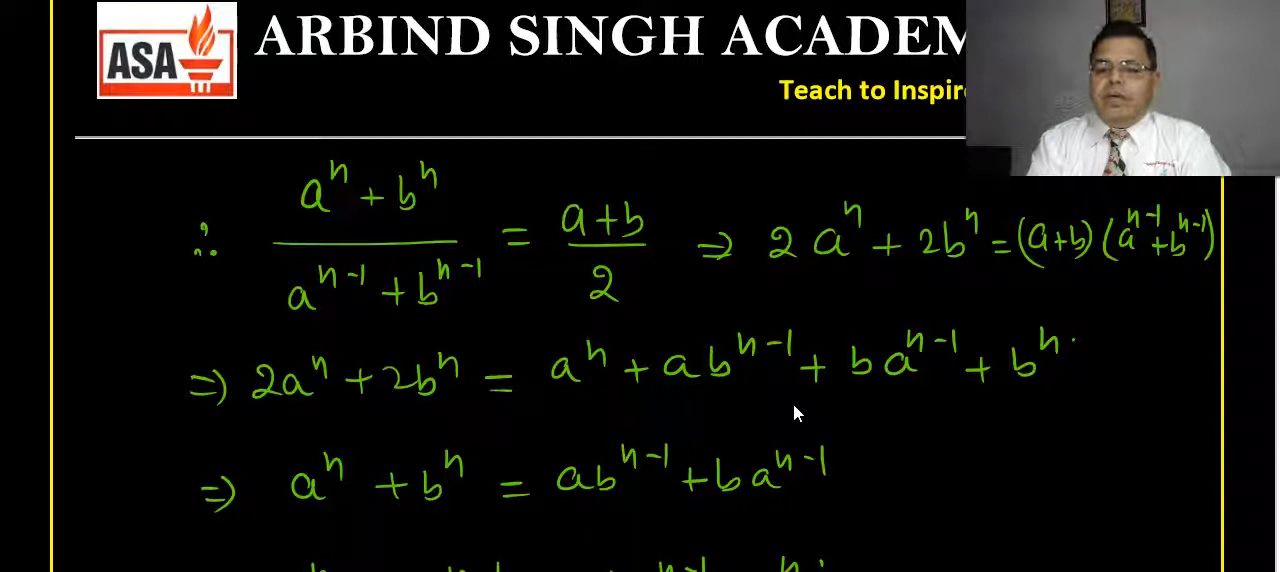 ASA
ARBIND SINGH ACADEM
Teach to Inspire
∴ (aⁿ + bⁿ)/(aⁿ⁻¹ + bⁿ⁻¹) = (a+b)/2 ⇒ 2aⁿ + 2bⁿ = (a+b)(aⁿ⁻¹ + bⁿ⁻¹)
⇒ 2aⁿ + 2bⁿ = aⁿ + abⁿ⁻¹ + baⁿ⁻¹ + bⁿ.
⇒ aⁿ + bⁿ = abⁿ⁻¹ + baⁿ⁻¹